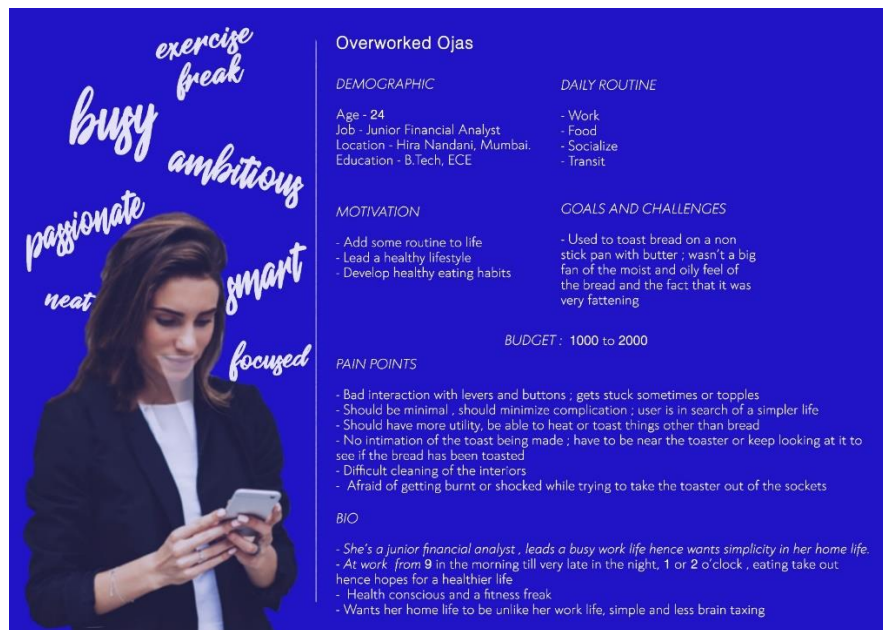 exercise
freak
busy
ambitious
passionate
smart
neat
focused
Overworked Ojas
DEMOGRAPHIC
Age - 24
Job - Junior Financial Analyst
Location - Hira Nandani, Mumbai.
Education - B.Tech, ECE
DAILY ROUTINE
- Work
- Food
- Socialize
- Transit
MOTIVATION
- Add some routine to life
- Lead a healthy lifestyle
- Develop healthy eating habits
GOALS AND CHALLENGES
- Used to toast bread on a non
stick pan with butter ; wasn't a big
fan of the moist and oily feel of
the bread and the fact that it was
very fattening
BUDGET : 1000 to 2000
PAIN POINTS
- Bad interaction with levers and buttons ; gets stuck sometimes or topples
- Should be minimal , should minimize complication ; user is in search of a simpler life
- Should have more utility, be able to heat or toast things other than bread
- No intimation of the toast being made ; have to be near the toaster or keep looking at it to
see if the bread has been toasted
- Difficult cleaning of the interiors
- Afraid of getting burnt or shocked while trying to take the toaster out of the sockets
BIO
- She's a junior financial analyst , leads a busy work life hence wants simplicity in her home life.
- At work from 9 in the morning till very late in the night, 1 or 2 o'clock , eating take out
hence hopes for a healthier life
- Health conscious and a fitness freak
- Wants her home life to be unlike her work life, simple and less brain taxing